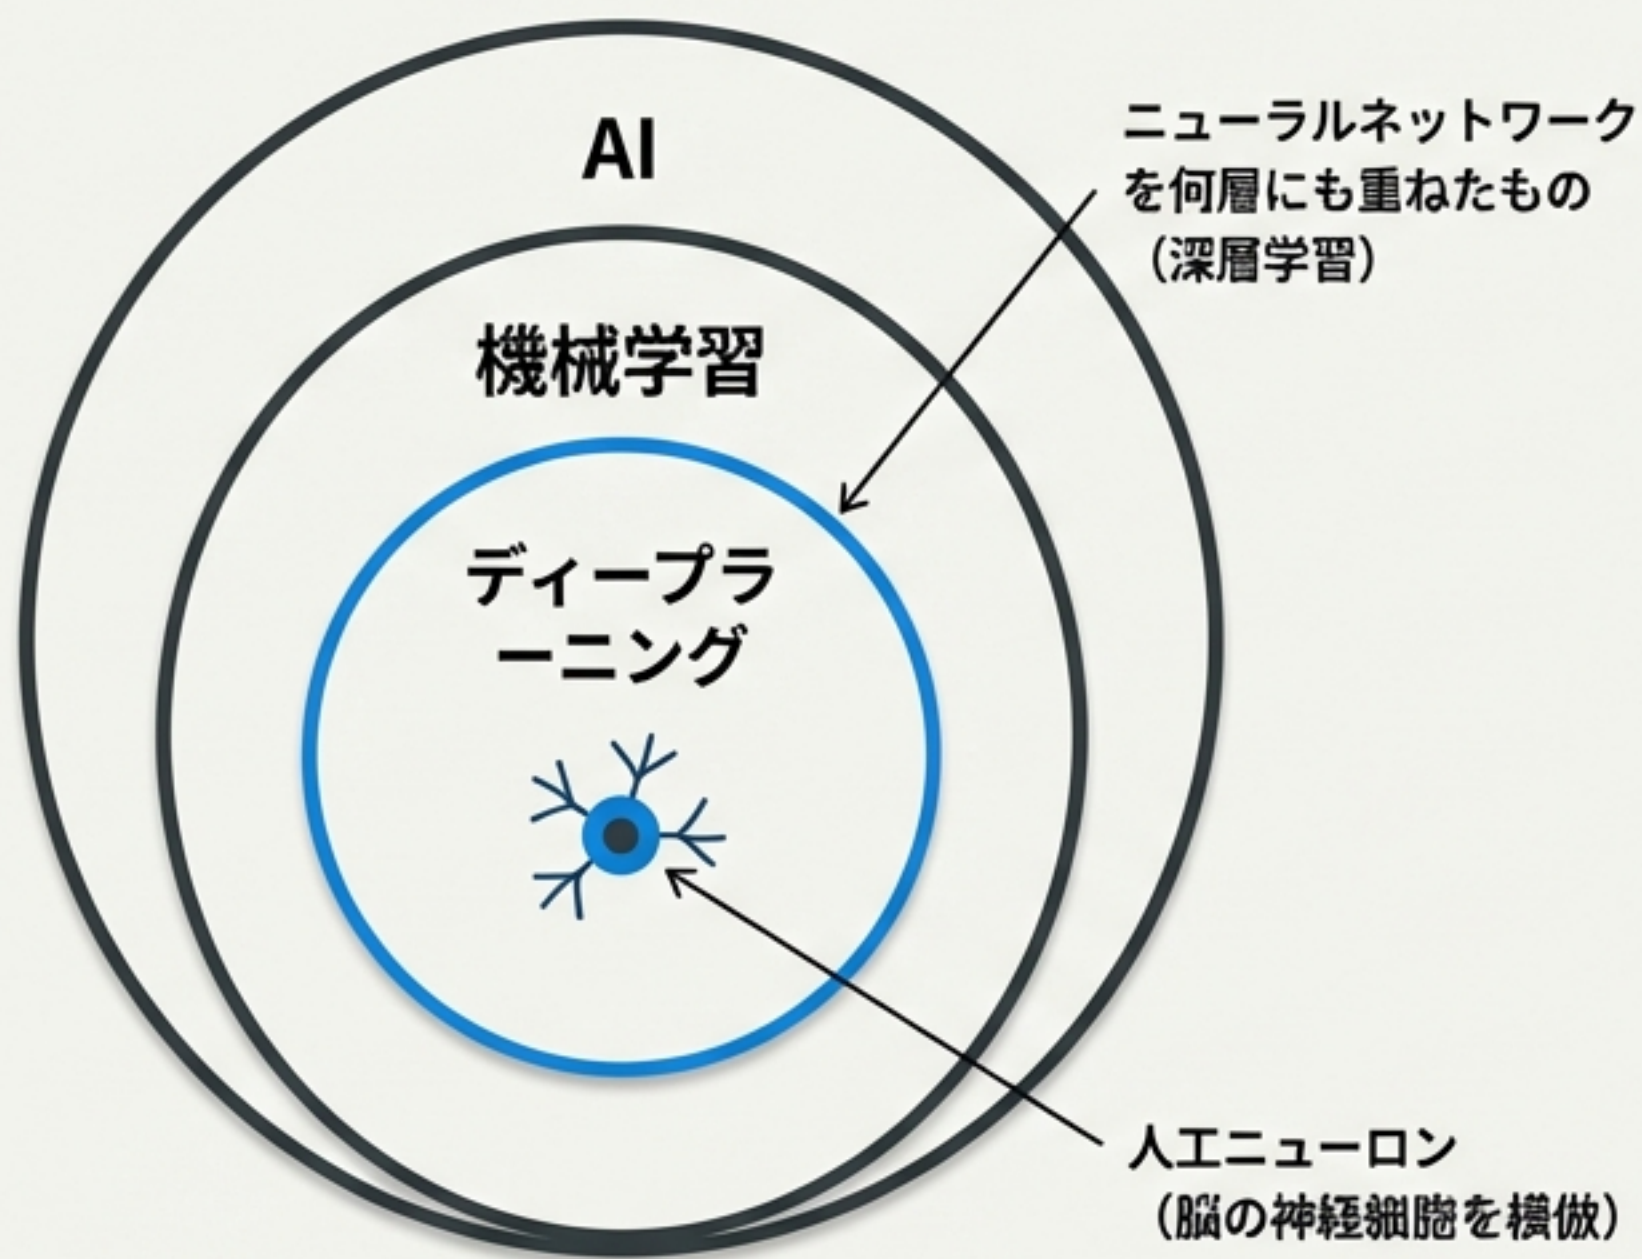 AI
ニューラルネットワーク
を何層にも重ねたもの
（深層学習）
機械学習
ディープラ
ーニング
人工ニューロン
（脳の神経細胞を模倣）